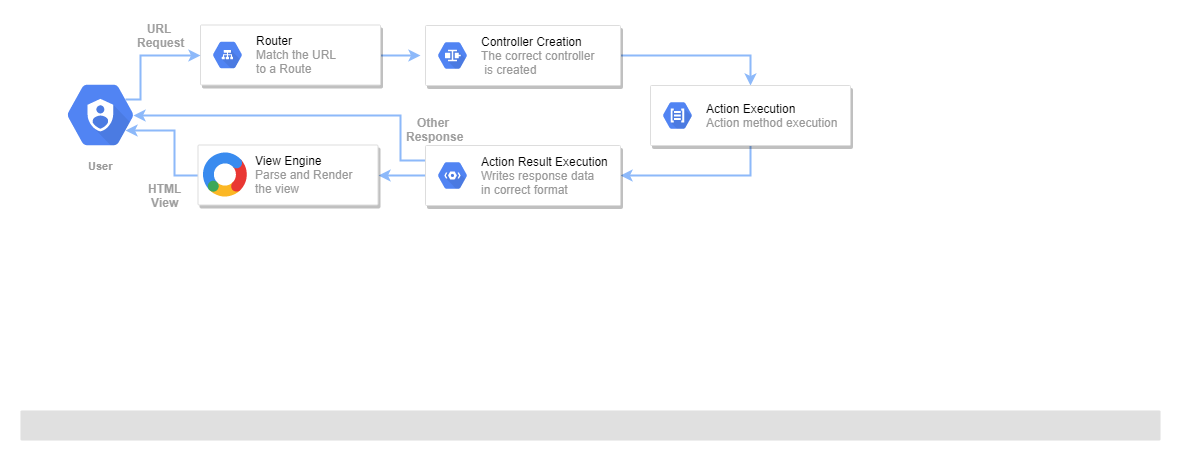 URL
Request
Router
Match the URL
to a Route
Controller Creation
The correct controller
is created
Action Execution
Action method execution
User
Other
Response
Action Result Execution
Writes response data
in correct format
View Engine
Parse and Render
the view
HTML
View